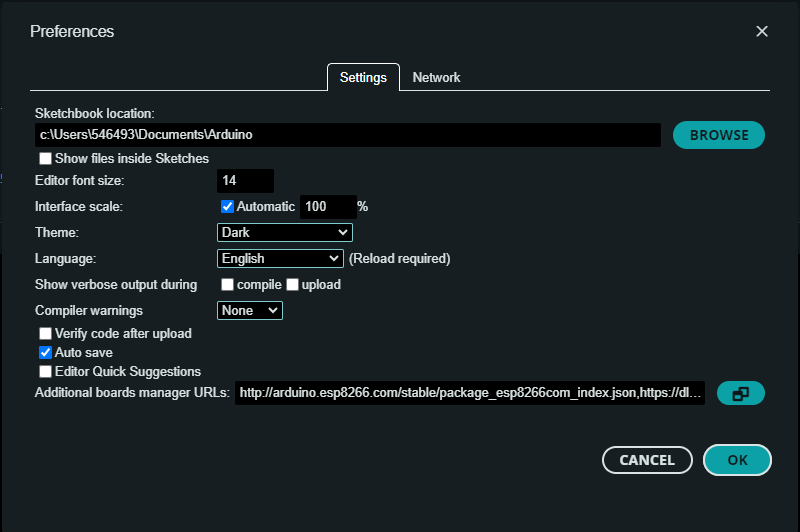 Preferences
Settings Network
Sketchbook location:
c:\Users\546493\Documents\Arduino BROWSE
Show files inside Sketches
Editor font size: 14
Interface scale: Automatic 100 %
Theme: Dark
Language: English (Reload required)
Show verbose output during compile upload
Compiler warnings None
Verify code after upload
Auto save
Editor Quick Suggestions
Additional boards manager URLs: http://arduino.esp8266.com/stable/package_esp8266com_index.json,https://dl...
CANCEL OK